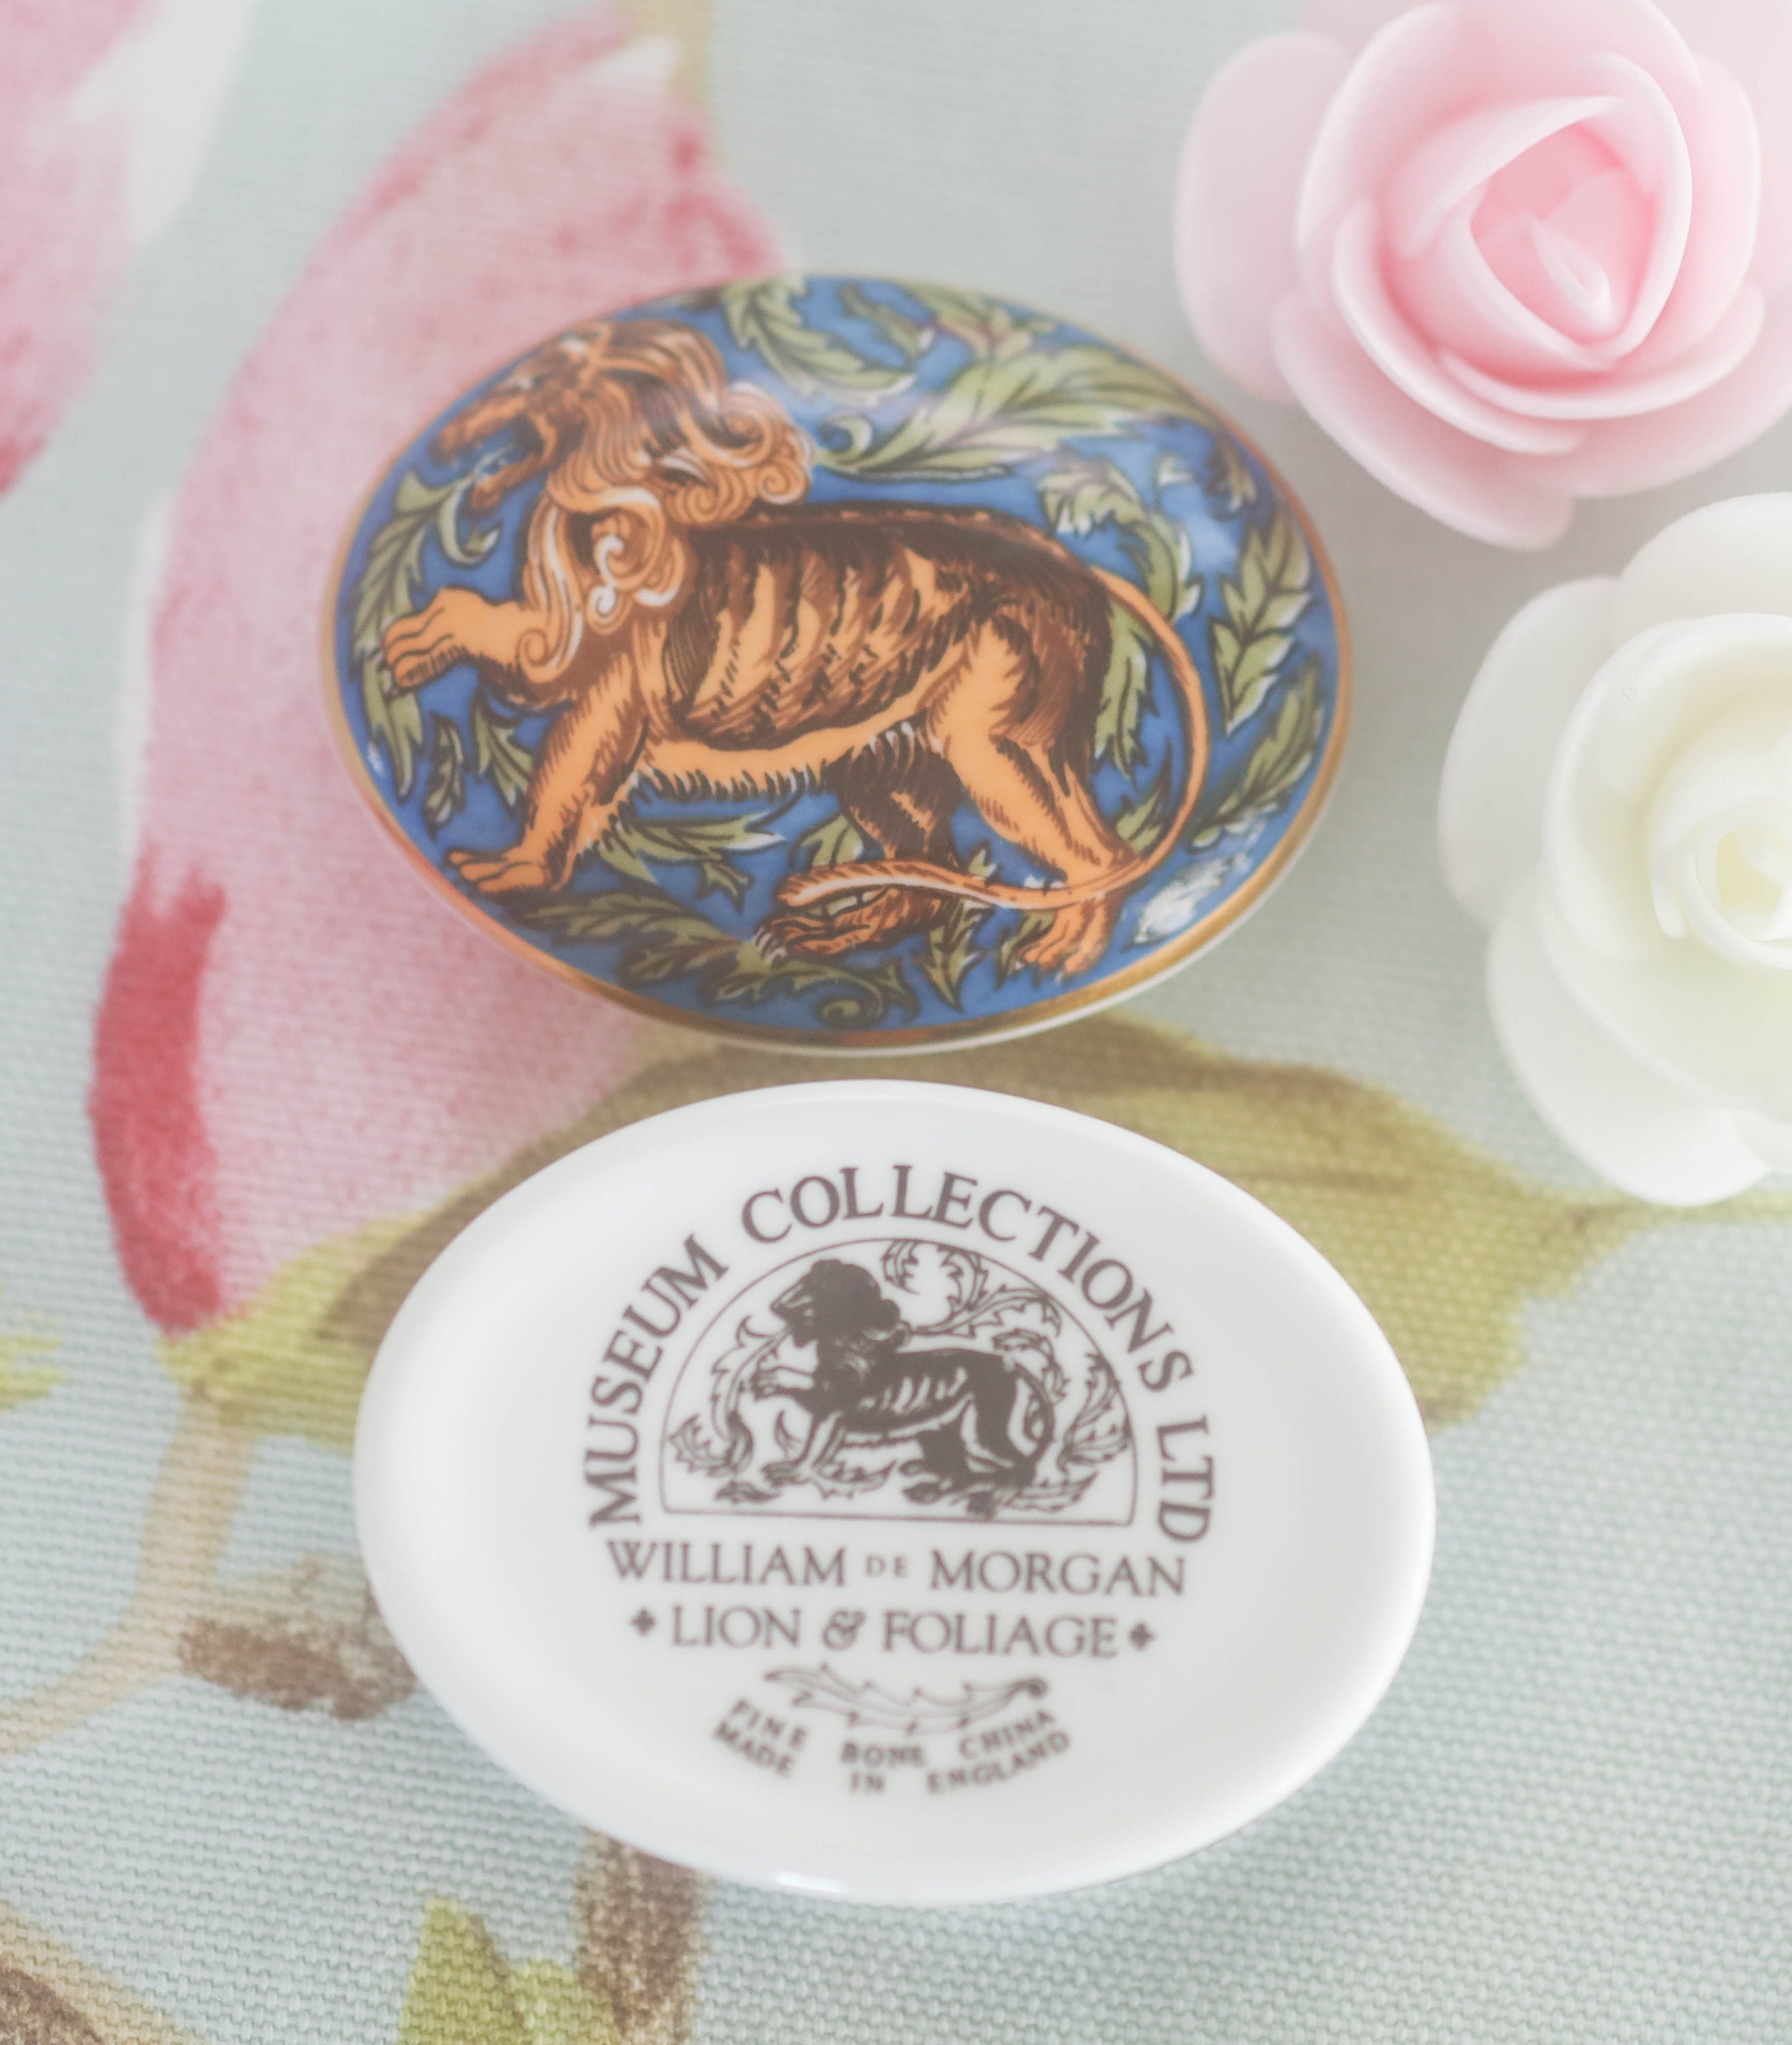 MUSEUM COLLECTIONS LTD
WILLIAM DE MORGAN
LION & FOLIAGE
FINE BONE CHINA
MADE IN ENGLAND